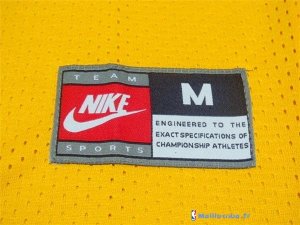 TEAM
NIKE
SPORTS
M
ENGINEERED TO THE
EXACT SPECIFICATIONS OF
CHAMPIONSHIP ATHLETES
Maillotnba.fr